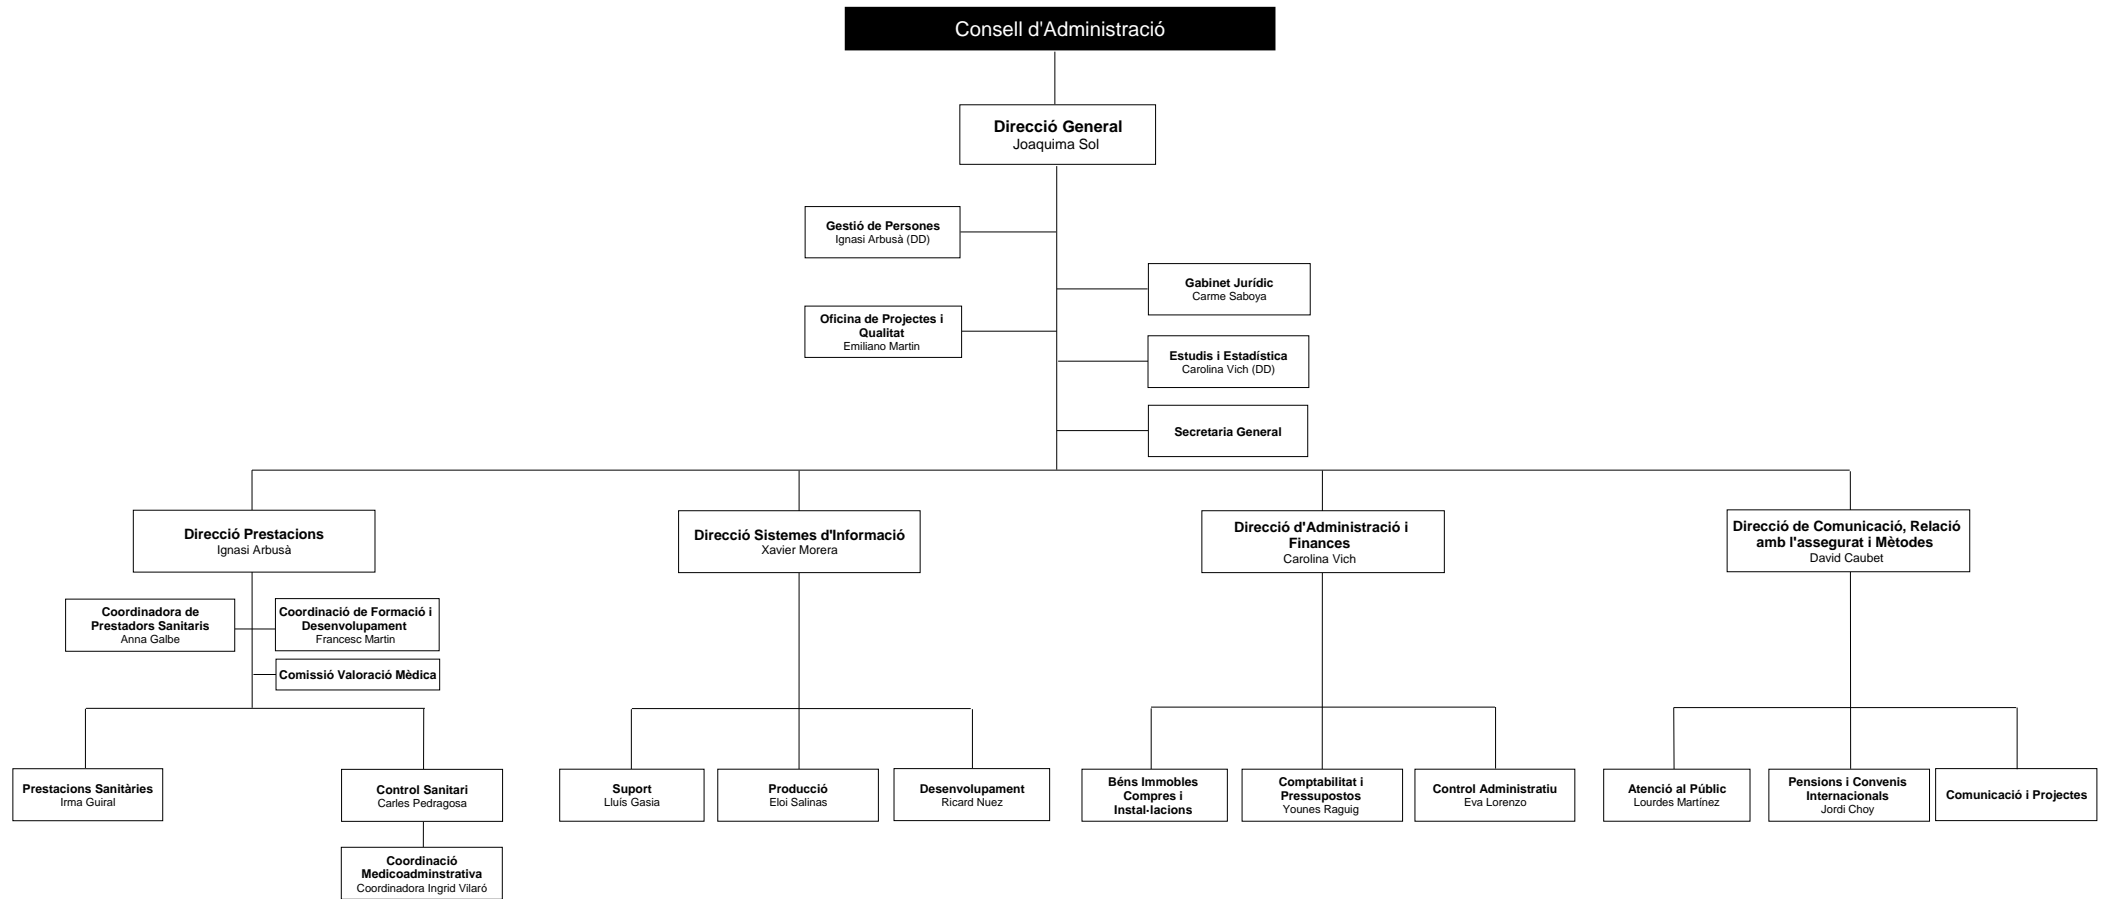 Consell d'Administració
Direcció General
Joaquima Sol
Gestió de Persones
Ignasi Arbusà (DD)
Gabinet Jurídic
Carme Saboya
Oficina de Projectes i
Qualitat
Emiliano Martin
Estudis i Estadística
Carolina Vich (DD)
Secretaria General
Direcció Prestacions
Ignasi Arbusà
Direcció Sistemes d'Informació
Xavier Morera
Direcció d'Administració i
Finances
Carolina Vich
Direcció de Comunicació, Relació
amb l'assegurat i Mètodes
David Caubet
Coordinadora de
Prestadors Sanitaris
Anna Galbe
Coordinació de Formació i
Desenvolupament
Francesc Martin
Comissió Valoració Mèdica
Prestacions Sanitàries
Irma Guiral
Control Sanitari
Carles Pedragosa
Suport
Lluís Gasia
Producció
Eloi Salinas
Desenvolupament
Ricard Nuez
Béns Immobles
Compres i
Instal·lacions
Comptabilitat i
Pressupostos
Younes Raguig
Control Administratiu
Eva Lorenzo
Atenció al Públic
Lourdes Martínez
Pensions i Convenis
Internacionals
Jordi Choy
Comunicació i Projectes
Coordinació
Medicoadminstrativa
Coordinadora Ingrid Vilaró